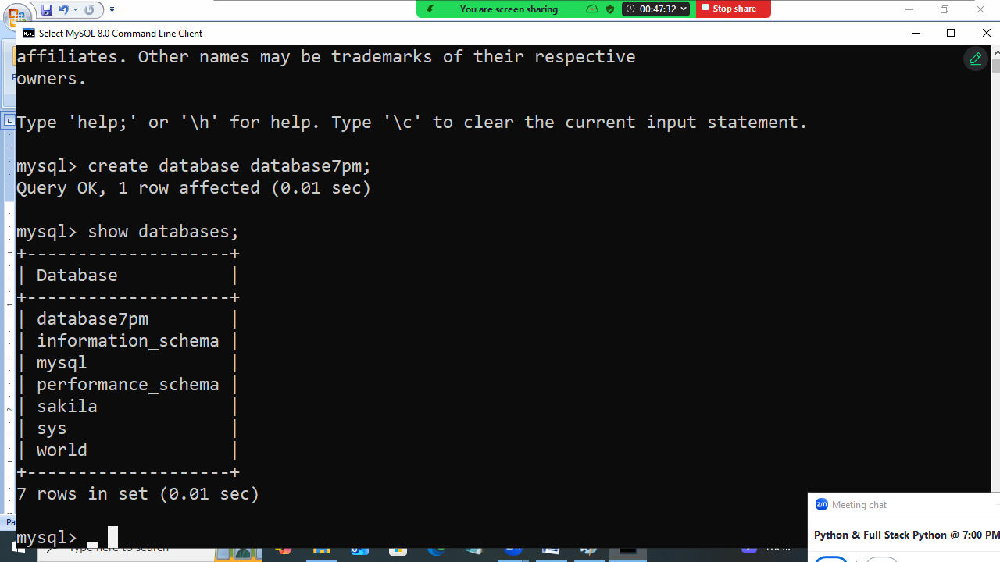 You are screen sharing
00:47:32
Stop share
Select MySQL 8.0 Command Line Client
affiliates. Other names may be trademarks of their respective
owners.
Type 'help;' or '\h' for help. Type '\c' to clear the current input statement.
mysql> create database database7pm;
Query OK, 1 row affected (0.01 sec)
mysql> show databases;
+--------------------+
| Database           |
+--------------------+
| database7pm        |
| information_schema |
| mysql              |
| performance_schema |
| sakila             |
| sys                |
| world              |
+--------------------+
7 rows in set (0.01 sec)
mysql>
zm Meeting chat
Python & Full Stack Python @ 7:00 PM
Type here to search